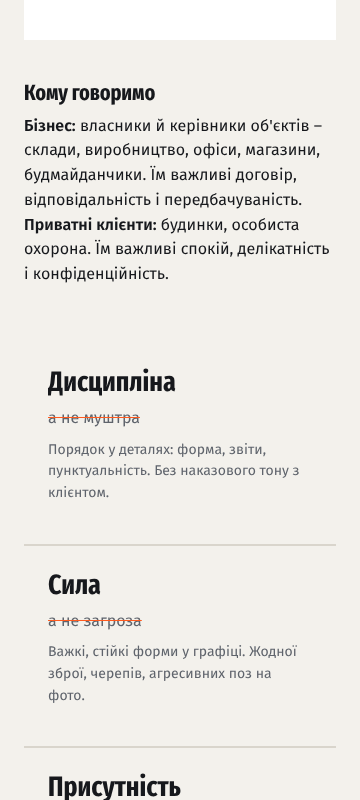 Кому говоримо
Бізнес: власники й керівники об'єктів –
склади, виробництво, офіси, магазини,
будмайданчики. Їм важливі договір,
відповідальність і передбачуваність.
Приватні клієнти: будинки, особиста
охорона. Їм важливі спокій, делікатність
і конфіденційність.
Дисципліна
а не муштра
Порядок у деталях: форма, звіти,
пунктуальність. Без наказового тону з
клієнтом.
Сила
а не загроза
Важкі, стійкі форми у графіці. Жодної
зброї, черепів, агресивних поз на
фото.
Присутність